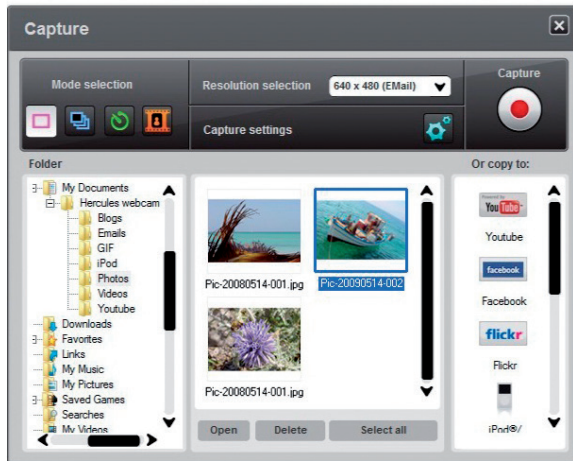 Capture
Mode selection
Resolution selection
640 x 480 (EMail)
Capture
Capture settings
Folder
Or copy to:
My Documents
Hercules webcam
Blogs
Emails
GIF
iPod
Photos
Videos
Youtube
Downloads
Favorites
Links
My Music
My Pictures
Saved Games
Searches
My Videos
Pic-20080514-001.jpg
Pic-20090514-002
Pic-20080514-001.jpg
Open
Delete
Select all
You Tube
Youtube
facebook
Facebook
flickr
Flickr
iPod®/